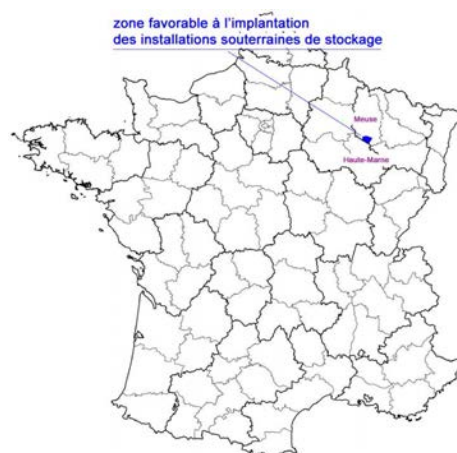 zone favorable à l'implantation
des installations souterraines de stockage
Meuse
Haute-Marne